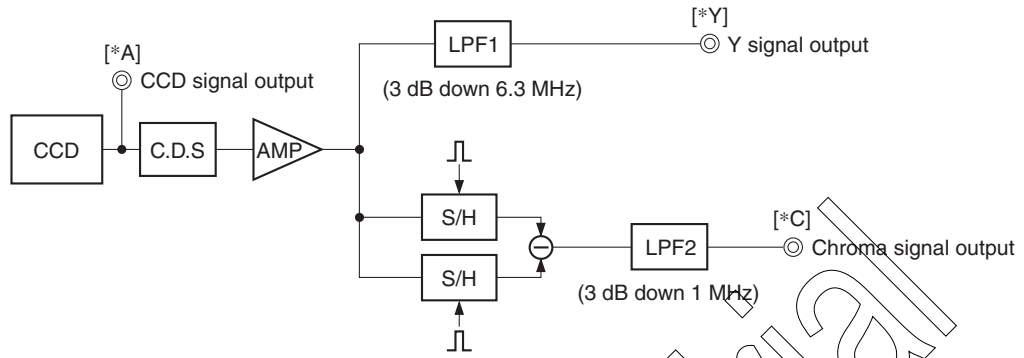 [*A]
CCD signal output
CCD
C.D.S
AMP
LPF1
(3 dB down 6.3 MHz)
[*Y]
Y signal output
S/H
S/H
LPF2
(3 dB down 1 MHz)
[*C]
Chroma signal output